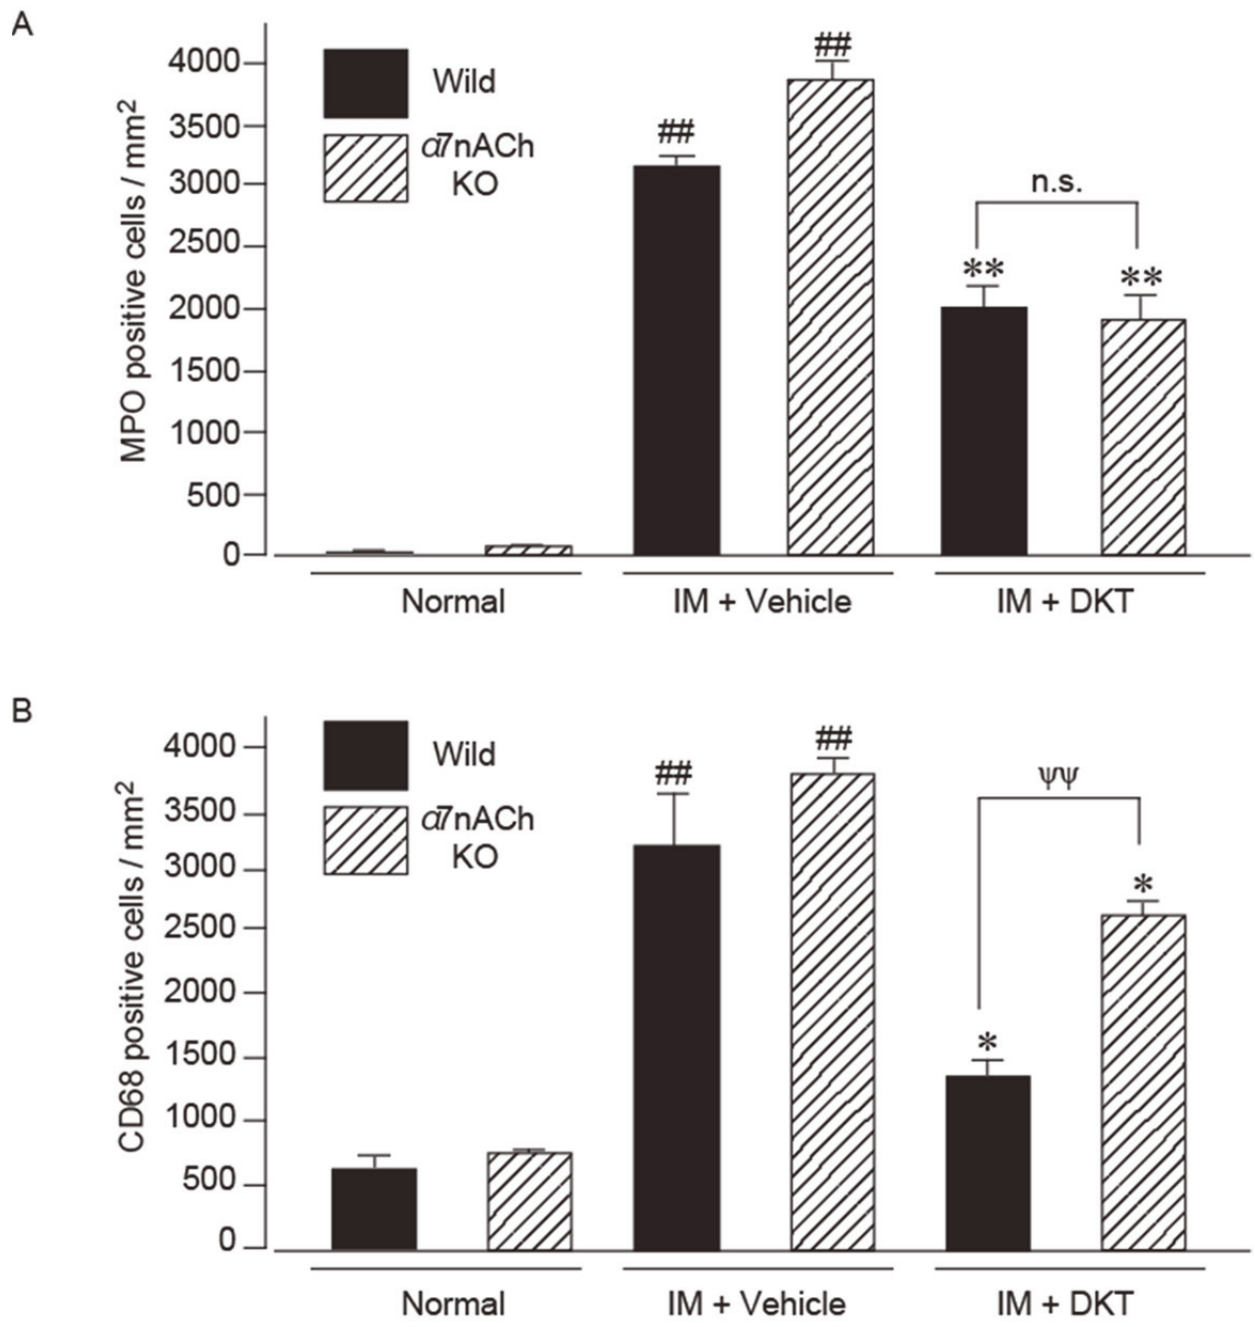 A
MPO positive cells / mm²
4000
3500
3000
2500
2000
1500
1000
500
0
Wild
α7nACh
KO
##
##
n.s.
**
**
Normal
IM + Vehicle
IM + DKT
B
CD68 positive cells / mm²
4000
3500
3000
2500
2000
1500
1000
500
0
Wild
α7nACh
KO
##
##
ψψ
*
*
Normal
IM + Vehicle
IM + DKT